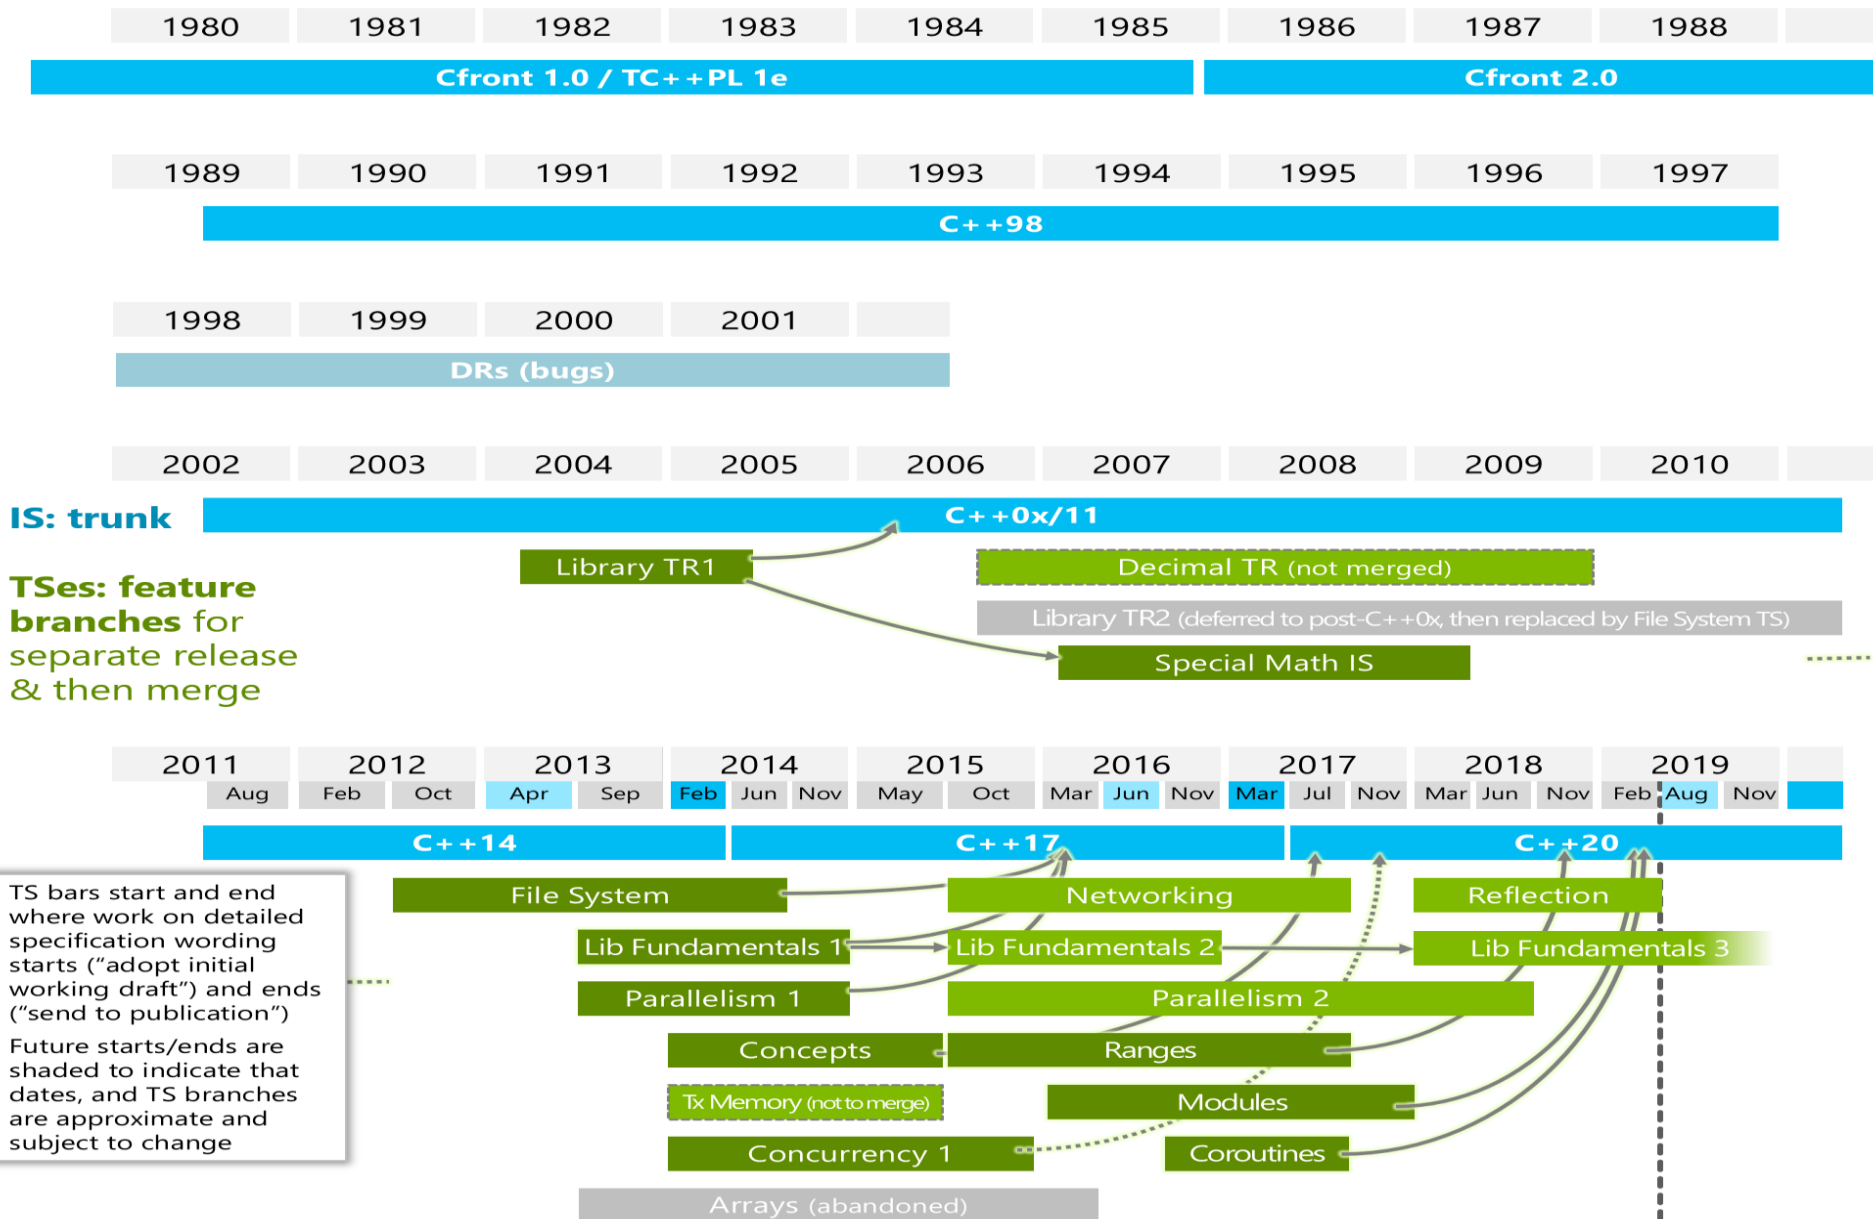 1980 1981 1982 1983 1984 1985 1986 1987 1988
Cfront 1.0 / TC++PL 1e Cfront 2.0
1989 1990 1991 1992 1993 1994 1995 1996 1997
C++98
1998 1999 2000 2001
DRs (bugs)
2002 2003 2004 2005 2006 2007 2008 2009 2010
IS: trunk C++0x/11
Library TR1 Decimal TR (not merged)
TSes: feature
branches for
separate release
& then merge
Library TR2 (deferred to post-C++0x, then replaced by File System TS)
Special Math IS
2011 2012 2013 2014 2015 2016 2017 2018 2019
Aug Feb Oct Apr Sep Feb Jun Nov May Oct Mar Jun Nov Mar Jul Nov Mar Jun Nov Feb Aug Nov
C++14 C++17 C++20
TS bars start and end
where work on detailed
specification wording
starts (“adopt initial
working draft”) and ends
(“send to publication”)
Future starts/ends are
shaded to indicate that
dates, and TS branches
are approximate and
subject to change
File System Networking Reflection
Lib Fundamentals 1 Lib Fundamentals 2 Lib Fundamentals 3
Parallelism 1 Parallelism 2
Concepts Ranges
Tx Memory (not to merge) Modules
Concurrency 1 Coroutines
Arrays (abandoned)